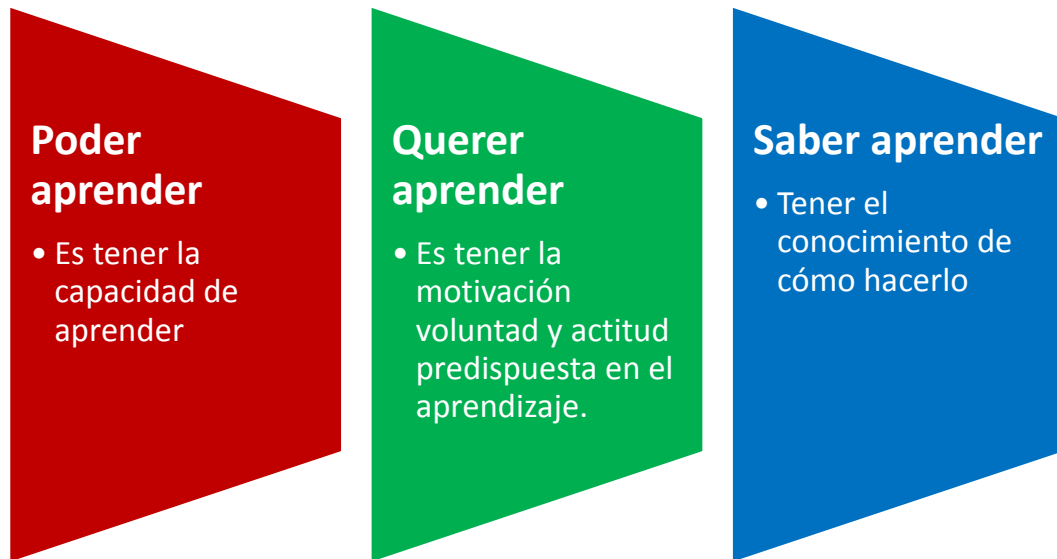 Poder
aprender
• Es tener la
capacidad de
aprender
Querer
aprender
• Es tener la
motivación
voluntad y actitud
predispuesta en el
aprendizaje.
Saber aprender
• Tener el
conocimiento de
cómo hacerlo